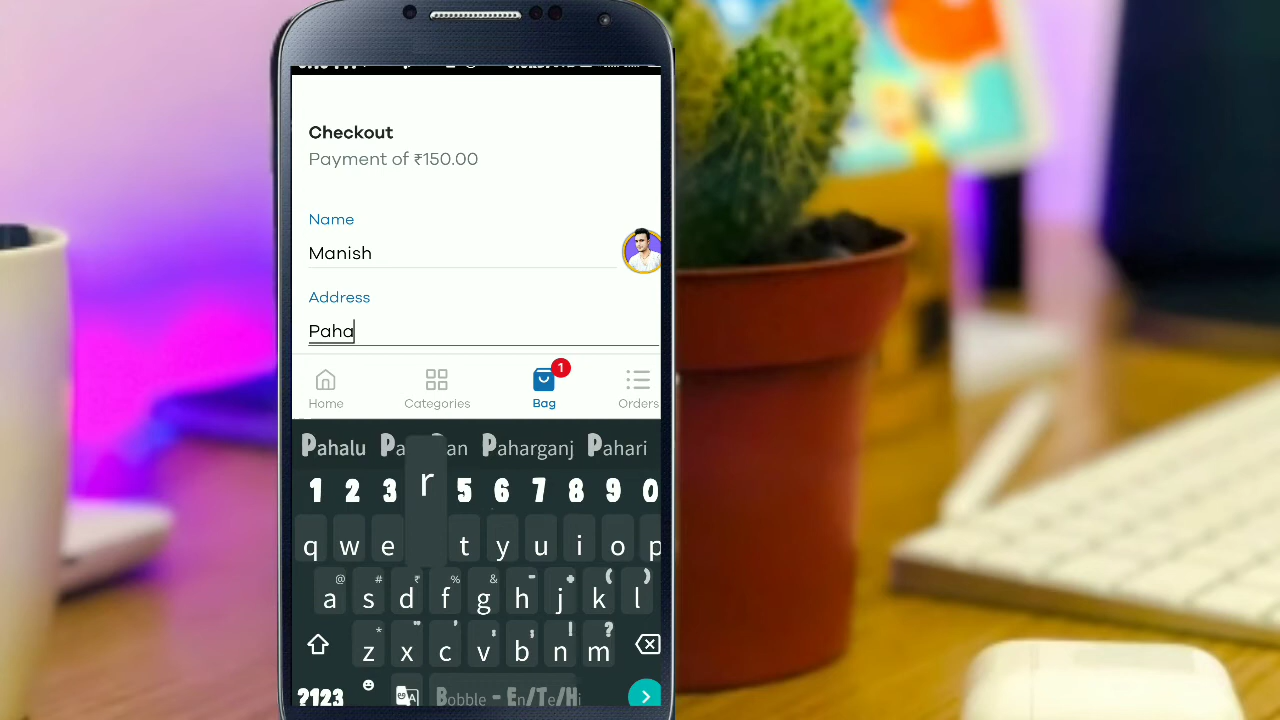 Checkout
Payment of ₹150.00
Name
Manish
Address
Paha
1
Home Categories Bag Orders
Pahalu Paharganj Pahari
1 2 3 r 5 6 7 8 9 0
q w e t y u i o p
@ # ₹ % & - ( )
a s d f g h j k l
* " ' : ; ! ?
z x c v b n m
?123 Bobble - En/Te/Hi